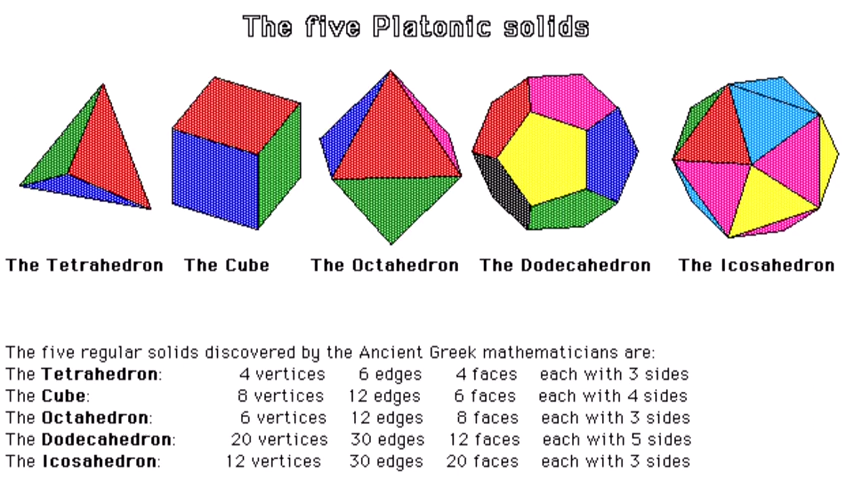 The five Platonic solids
The Tetrahedron The Cube The Octahedron The Dodecahedron The Icosahedron
The five regular solids discovered by the Ancient Greek mathematicians are:
The Tetrahedron: 4 vertices 6 edges 4 faces each with 3 sides
The Cube: 8 vertices 12 edges 6 faces each with 4 sides
The Octahedron: 6 vertices 12 edges 8 faces each with 3 sides
The Dodecahedron: 20 vertices 30 edges 12 faces each with 5 sides
The Icosahedron: 12 vertices 30 edges 20 faces each with 3 sides